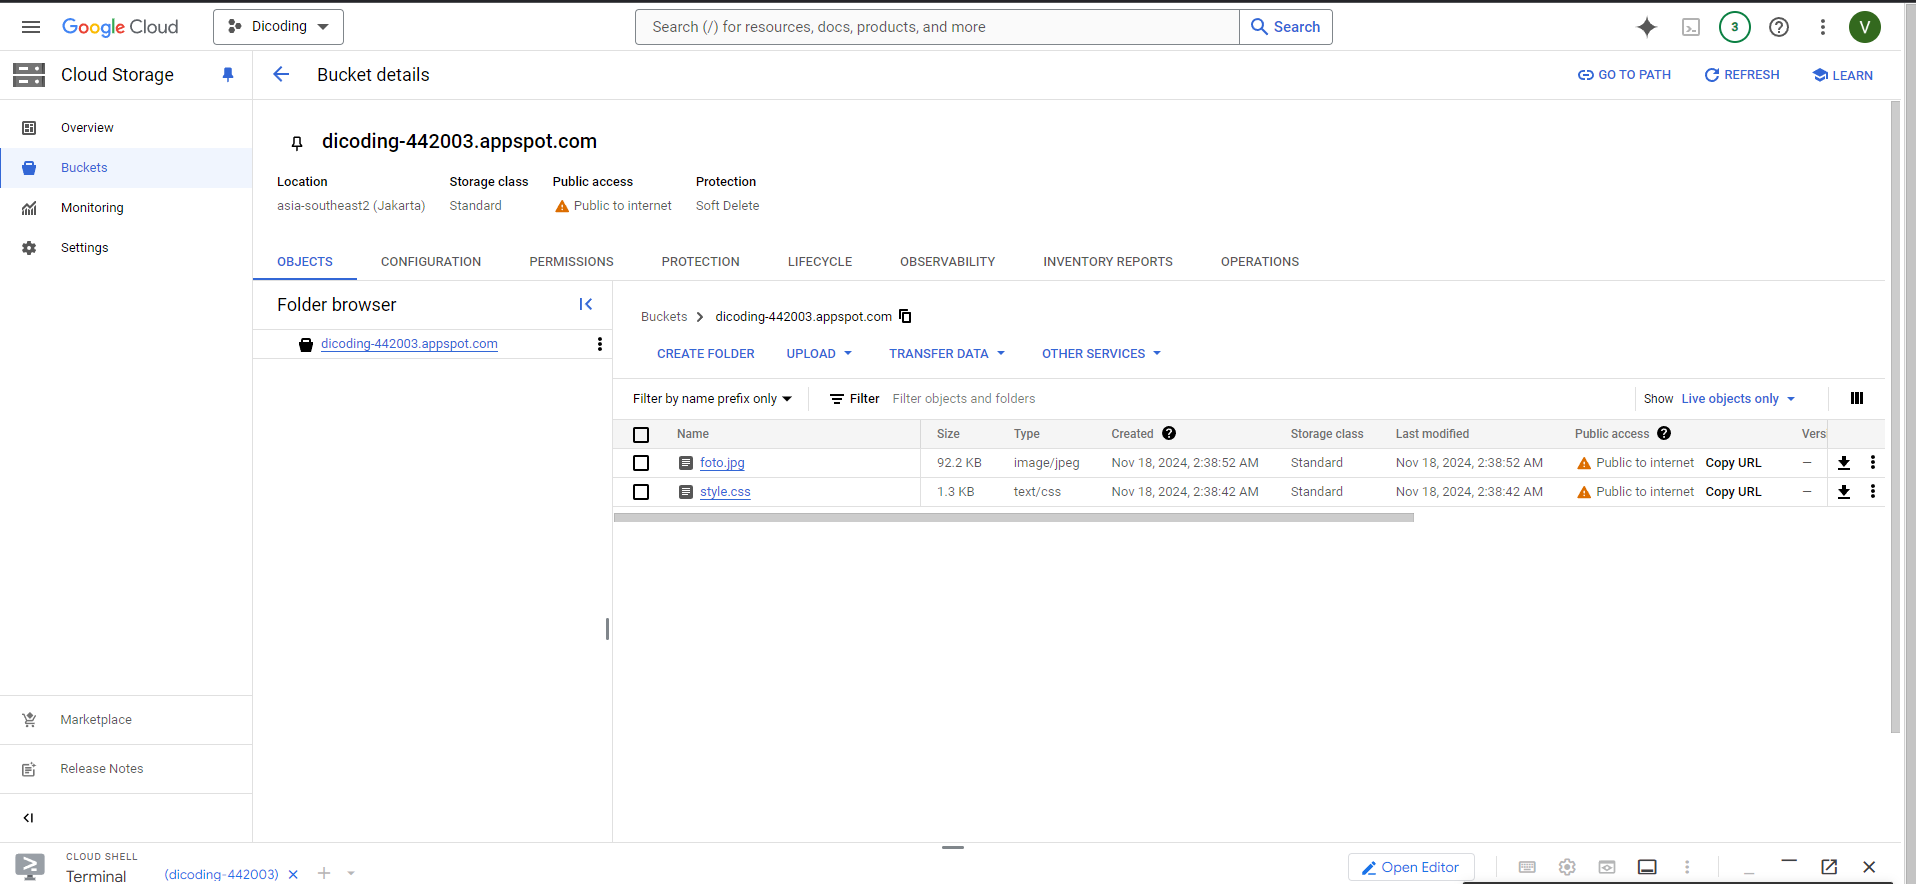 Google Cloud
Dicoding
Search (/) for resources, docs, products, and more
Search
3
V
Cloud Storage
Bucket details
GO TO PATH
REFRESH
LEARN
Overview
Buckets
Monitoring
Settings
Marketplace
Release Notes
dicoding-442003.appspot.com
Location
Storage class
Public access
Protection
asia-southeast2 (Jakarta)
Standard
Public to internet
Soft Delete
OBJECTS
CONFIGURATION
PERMISSIONS
PROTECTION
LIFECYCLE
OBSERVABILITY
INVENTORY REPORTS
OPERATIONS
Folder browser
dicoding-442003.appspot.com
Buckets
dicoding-442003.appspot.com
CREATE FOLDER
UPLOAD
TRANSFER DATA
OTHER SERVICES
Filter by name prefix only
Filter
Filter objects and folders
Show
Live objects only
Name
Size
Type
Created
Storage class
Last modified
Public access
Vers
foto.jpg
92.2 KB
image/jpeg
Nov 18, 2024, 2:38:52 AM
Standard
Nov 18, 2024, 2:38:52 AM
Public to internet
Copy URL
—
style.css
1.3 KB
text/css
Nov 18, 2024, 2:38:42 AM
Standard
Nov 18, 2024, 2:38:42 AM
Public to internet
Copy URL
—
CLOUD SHELL
Terminal
(dicoding-442003)
Open Editor